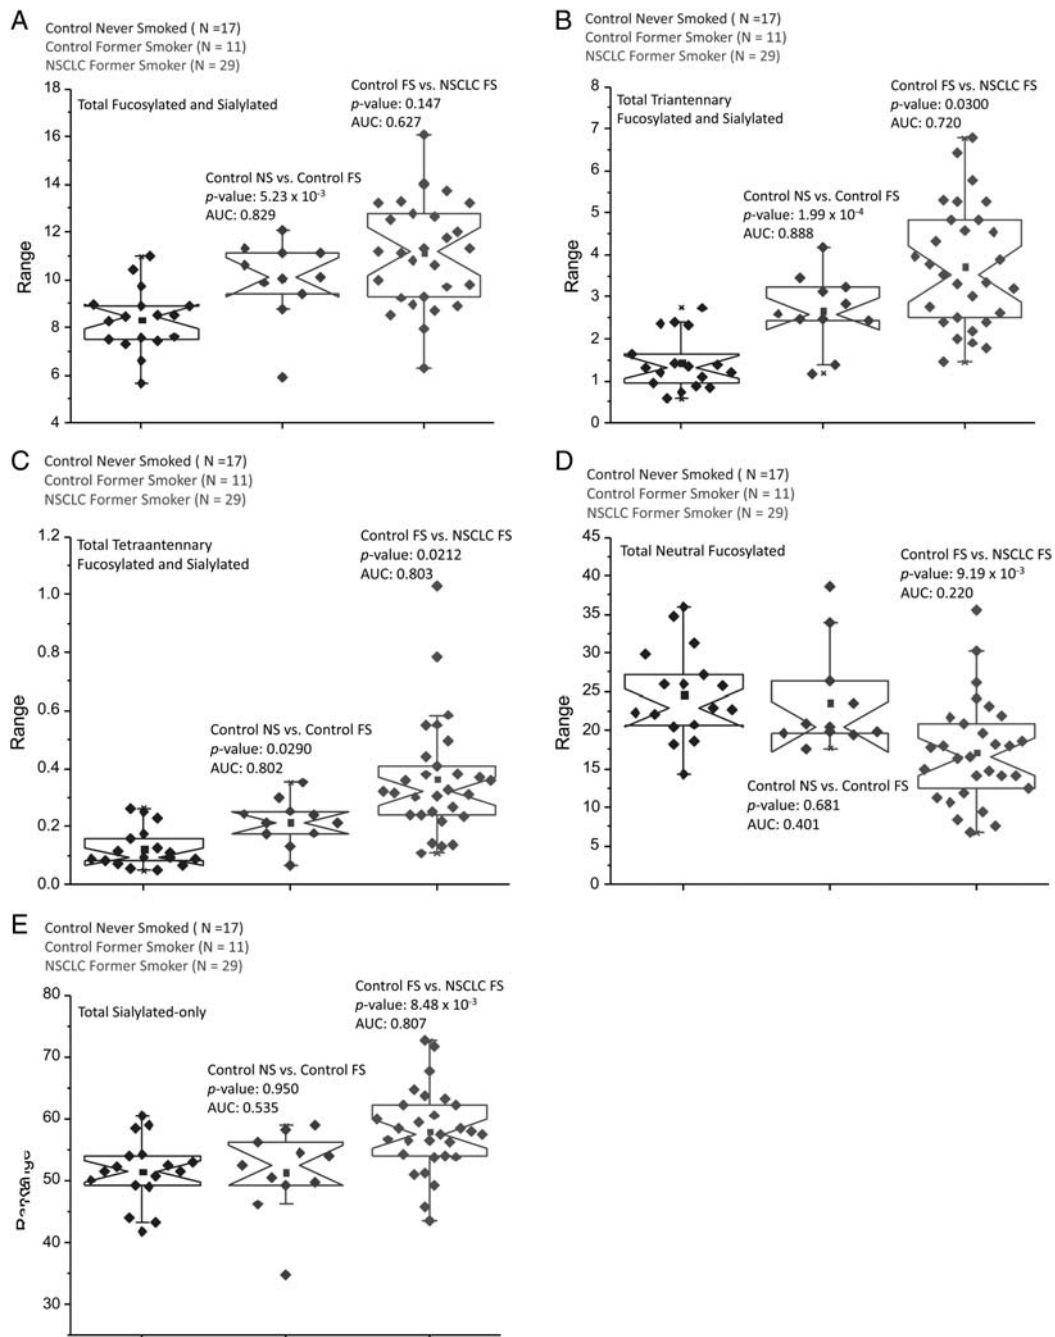 A
Control Never Smoked ( N =17)
Control Former Smoker (N = 11)
NSCLC Former Smoker (N = 29)
Total Fucosylated and Sialylated
Control FS vs. NSCLC FS
p-value: 0.147
AUC: 0.627
Control NS vs. Control FS
p-value: 5.23 x 10-3
AUC: 0.829
Range
18
16
14
12
10
8
6
4
B
Control Never Smoked ( N =17)
Control Former Smoker (N = 11)
NSCLC Former Smoker (N = 29)
Total Triantennary
Fucosylated and Sialylated
Control FS vs. NSCLC FS
p-value: 0.0300
AUC: 0.720
Control NS vs. Control FS
p-value: 1.99 x 10-4
AUC: 0.888
Range
8
7
6
5
4
3
2
1
0
C
Control Never Smoked ( N =17)
Control Former Smoker (N = 11)
NSCLC Former Smoker (N = 29)
Total Tetraantennary
Fucosylated and Sialylated
Control FS vs. NSCLC FS
p-value: 0.0212
AUC: 0.803
Control NS vs. Control FS
p-value: 0.0290
AUC: 0.802
Range
1.2
1.0
0.8
0.6
0.4
0.2
0.0
D
Control Never Smoked ( N =17)
Control Former Smoker (N = 11)
NSCLC Former Smoker (N = 29)
Total Neutral Fucosylated
Control FS vs. NSCLC FS
p-value: 9.19 x 10-3
AUC: 0.220
Control NS vs. Control FS
p-value: 0.681
AUC: 0.401
Range
45
40
35
30
25
20
15
10
5
0
E
Control Never Smoked ( N =17)
Control Former Smoker (N = 11)
NSCLC Former Smoker (N = 29)
Total Sialylated-only
Control FS vs. NSCLC FS
p-value: 8.48 x 10-3
AUC: 0.807
Control NS vs. Control FS
p-value: 0.950
AUC: 0.535
80
70
60
50
40
30